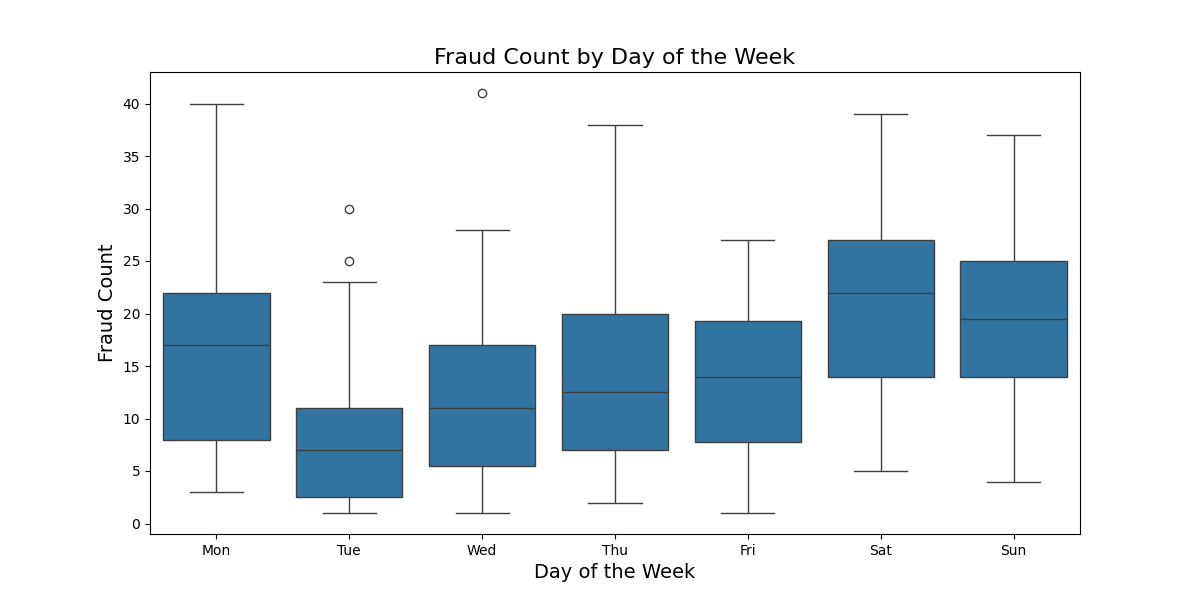 Fraud Count by Day of the Week
Fraud Count
40
35
30
25
20
15
10
5
0
Mon Tue Wed Thu Fri Sat Sun
Day of the Week